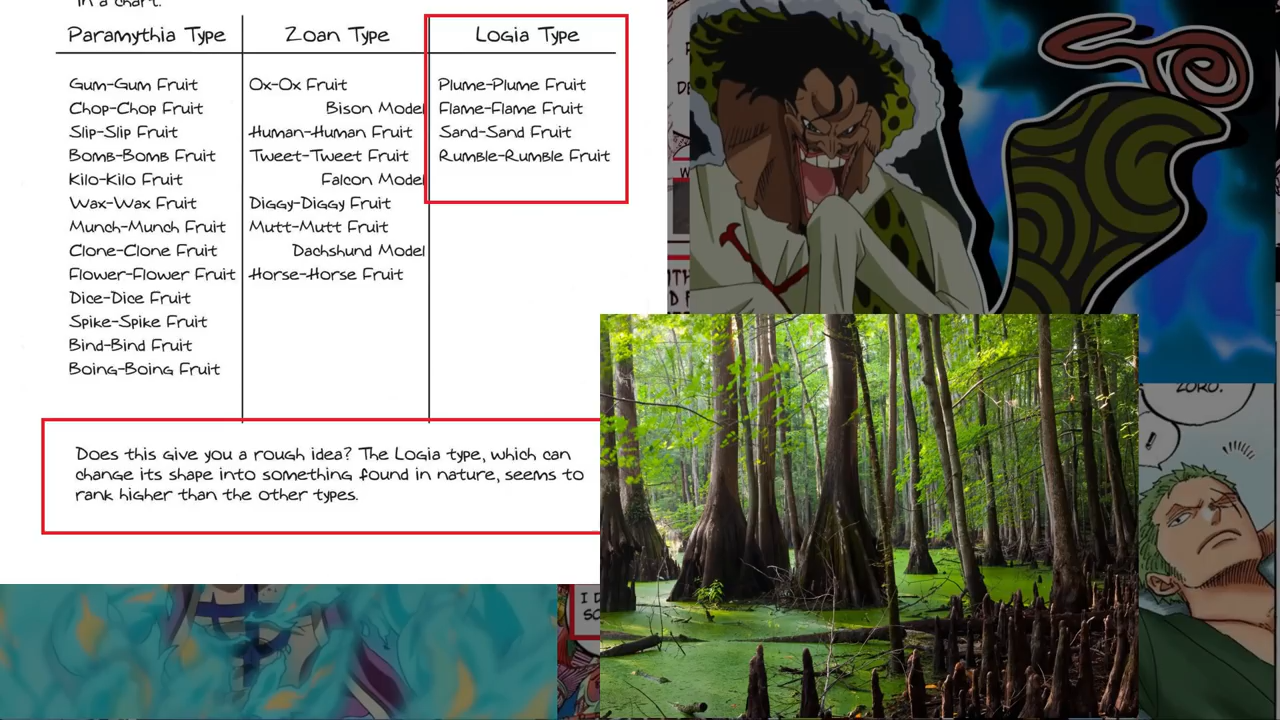 in a chart.
Paramythia Type
Zoan Type
Logia Type
Gum-Gum Fruit
Chop-Chop Fruit
Slip-Slip Fruit
Bomb-Bomb Fruit
Kilo-Kilo Fruit
Wax-Wax Fruit
Munch-Munch Fruit
Clone-Clone Fruit
Flower-Flower Fruit
Dice-Dice Fruit
Spike-Spike Fruit
Bind-Bind Fruit
Boing-Boing Fruit
Ox-Ox Fruit
Bison Model
Human-Human Fruit
Tweet-Tweet Fruit
Falcon Model
Diggy-Diggy Fruit
Mutt-Mutt Fruit
Dachshund Model
Horse-Horse Fruit
Plume-Plume Fruit
Flame-Flame Fruit
Sand-Sand Fruit
Rumble-Rumble Fruit
Does this give you a rough idea? The Logia type, which can
change its shape into something found in nature, seems to
rank higher than the other types.
ZORO.
!